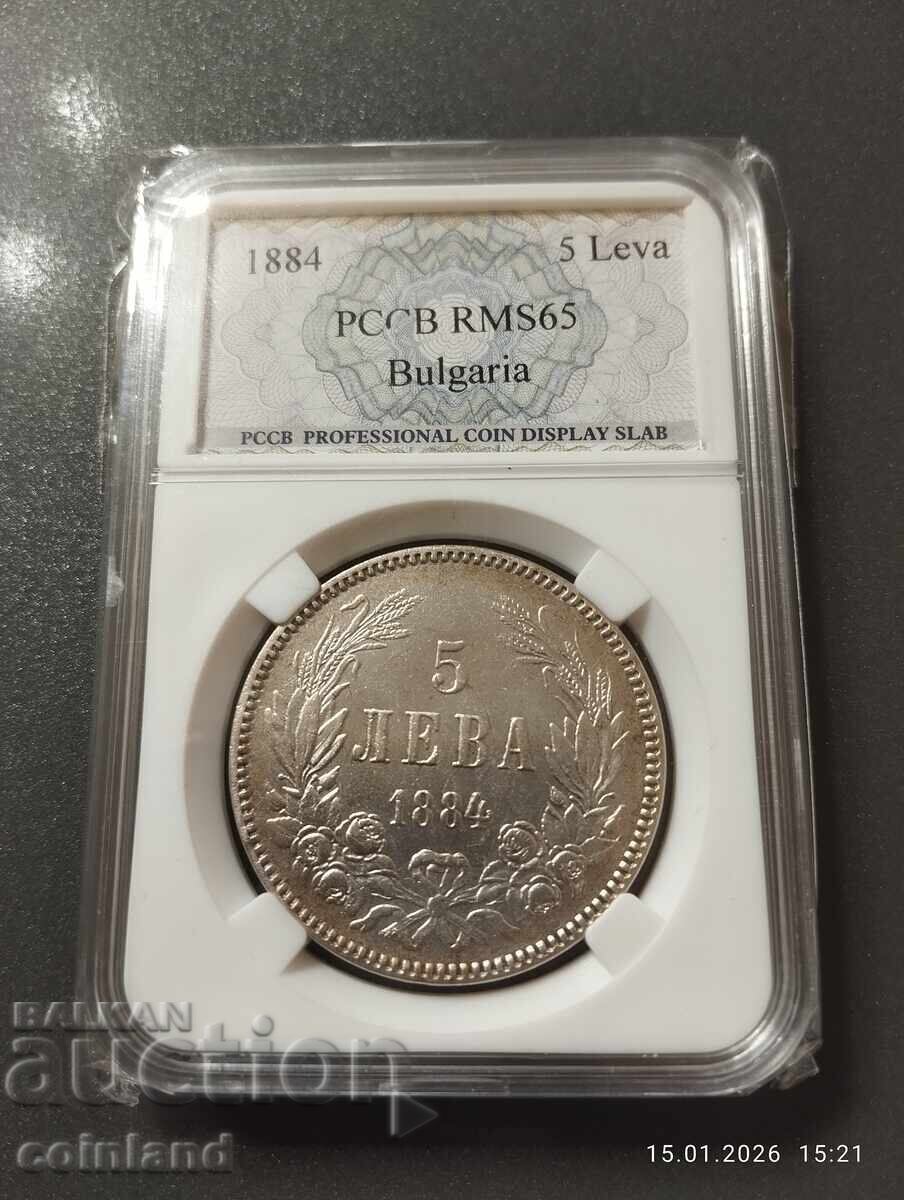 1884 5 Leva
PCCB RMS65
Bulgaria
PCCB PROFESSIONAL COIN DISPLAY SLAB
5
ЛЕВА
1884
BALKAN
auction
coinland
15.01.2026 15:21